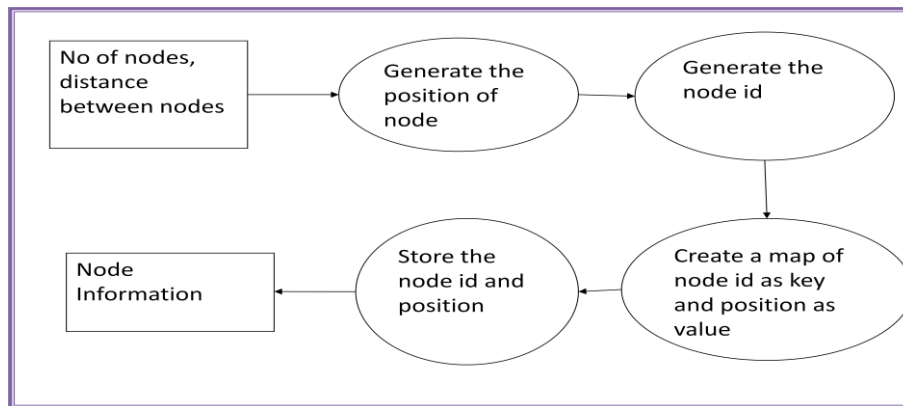 No of nodes,
distance
between nodes
Generate the
position of
node
Generate the
node id
Create a map of
node id as key
and position as
value
Store the
node id and
position
Node
Information